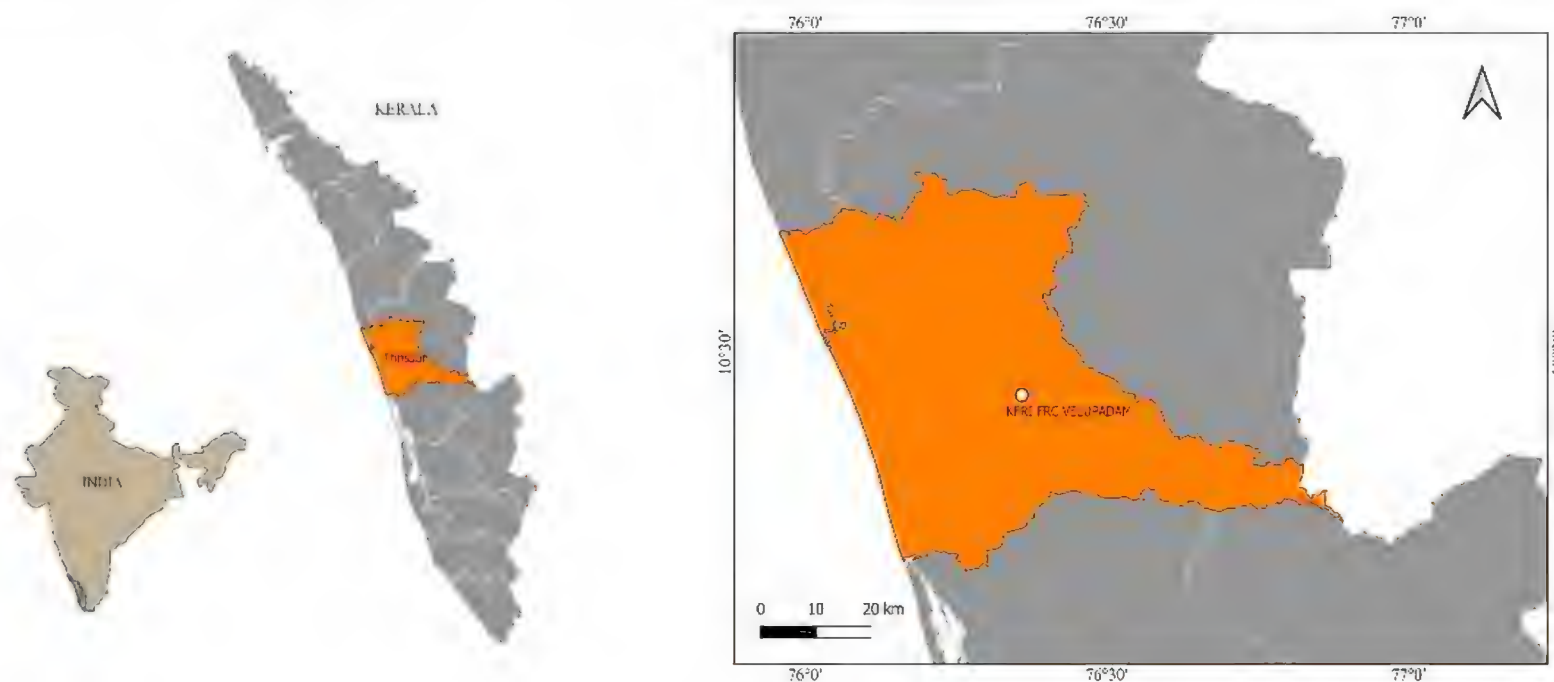 KERALA
Thrissur
INDIA
76°0' 76°30' 77°0'
10°30'
KFRI FRC VELUPADAM
0 10 20 km
76°0' 76°30' 77°0'